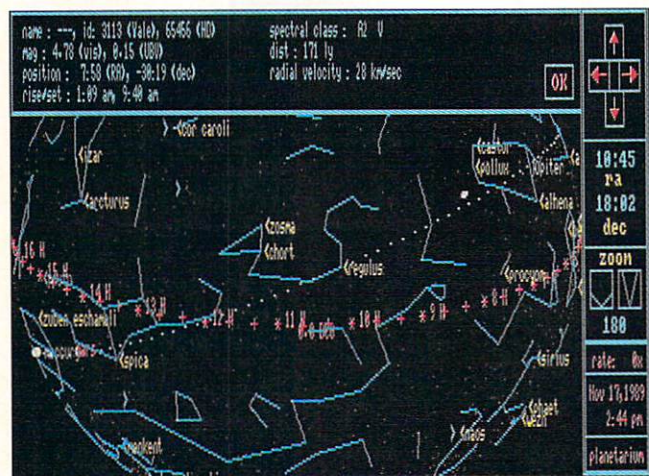 name : ---, id: 3113 (Yale), 65456 (HD)
mag : 4.78 (vis), 0.15 (UBV)
position : 7:58 (RA), -30:19 (dec)
rise/set : 1:09 am, 9:40 am
spectral class : A2 V
dist : 171 ly
radial velocity : 28 km/sec
OK
cor caroli
izar
castor
pollux
arcturus
alhena
zosma
chort
regulus
procyon
16 H
15 H
14 H
13 H
12 H
11 H
10 H
9 H
8 H
zuben eschamali
spica
sirius
naos
menkent
10:45
ra
18:02
dec
zoom
180
rate: 0x
Nov 17,1989
2:44 pm
planetarium